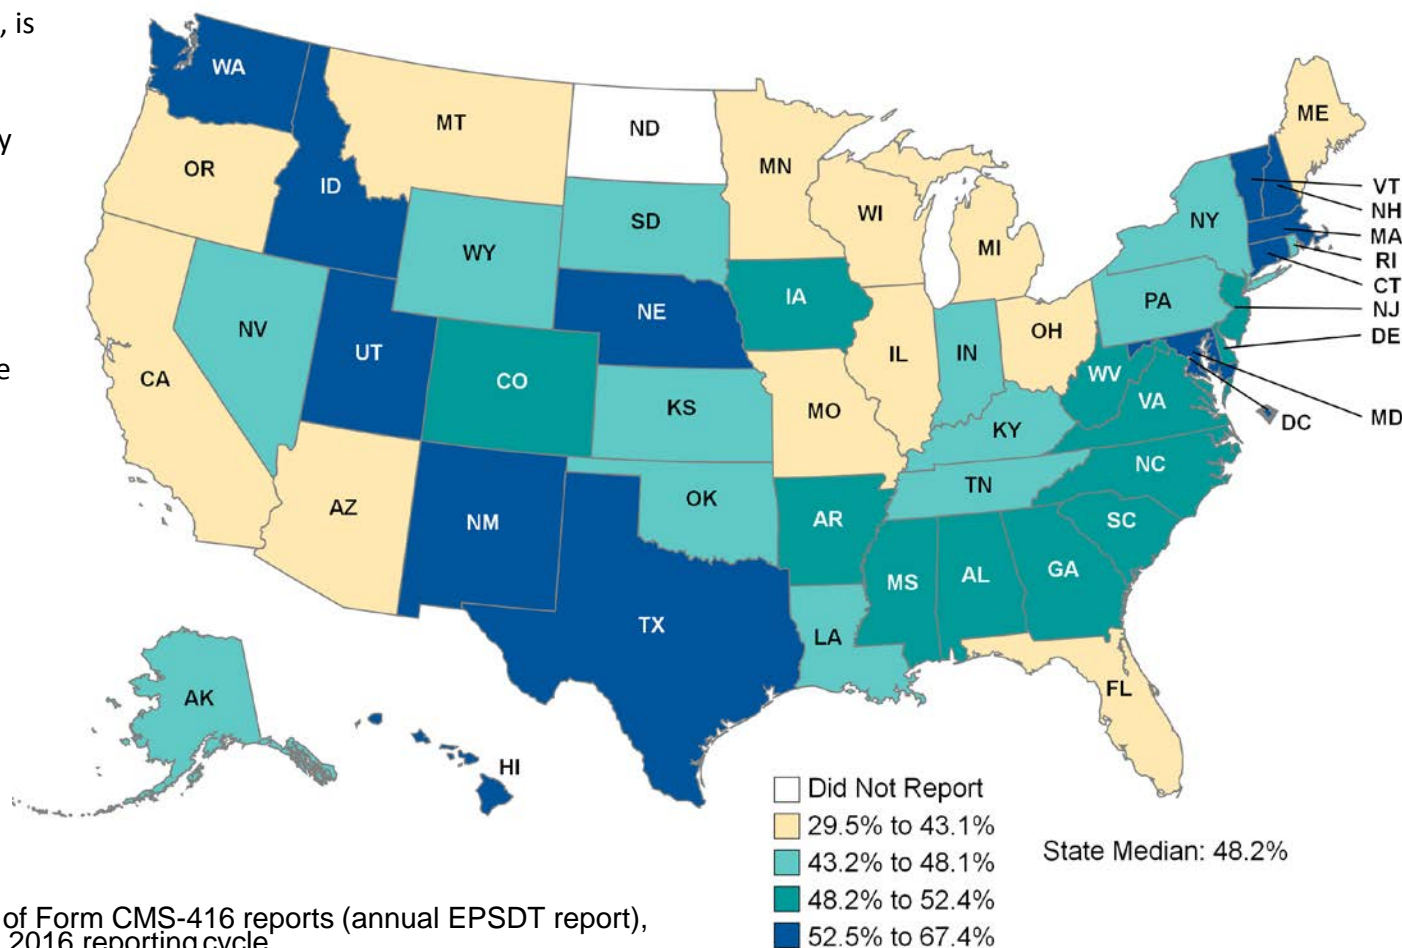 , is
y
e
WA
MT
ND
MN
ME
OR
ID
SD
WI
MI
NY
VT
NH
MA
RI
CT
NJ
DE
MD
DC
WY
IA
NE
PA
NV
UT
CO
IL
IN
OH
CA
KS
MO
WV
VA
KY
NC
AZ
NM
OK
TN
AR
SC
MS
AL
GA
TX
LA
FL
AK
HI
Did Not Report
29.5% to 43.1%
43.2% to 48.1%
48.2% to 52.4%
52.5% to 67.4%
State Median: 48.2%
of Form CMS-416 reports (annual EPSDT report),
2016 reporting cycle